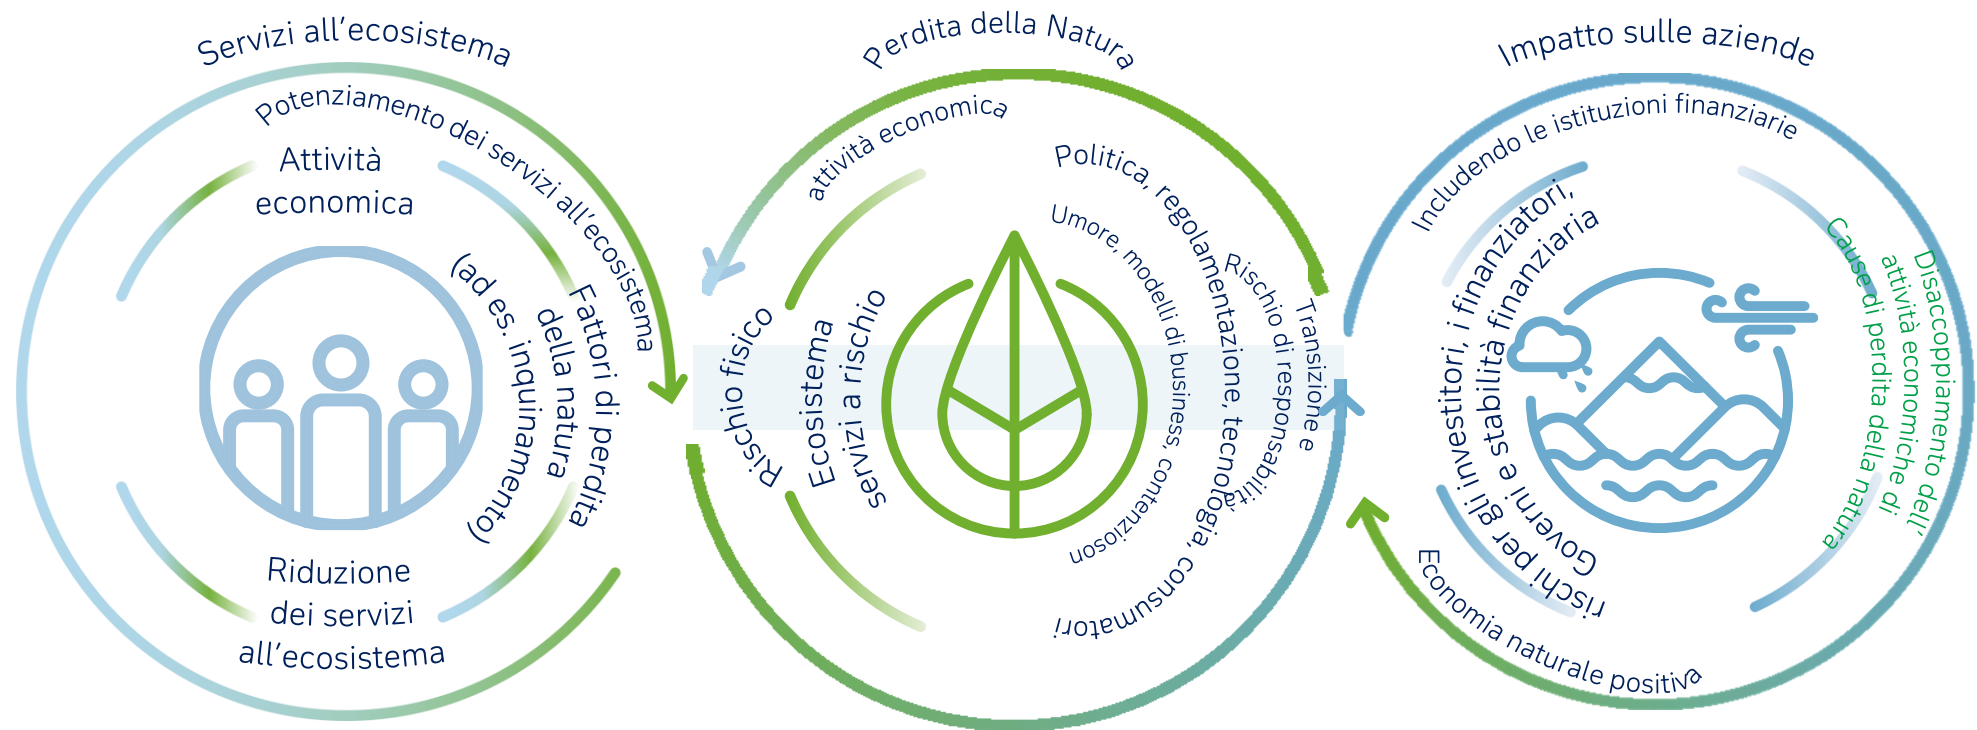 Servizi all’ecosistema
Potenziamento dei servizi all’ecosistema
Attività
economica
Fattori di perdita
della natura
(ad es. inquinamento)
Riduzione
dei servizi
all’ecosistema
Perdita della Natura
attività economica
Rischio fisico
Ecosistema
servizi a rischio
Politica, regolamentazione, tecnologia, consumatori
Umore, modelli di business, contenzioson
Transizione e
Rischio di responsabilità
Impatto sulle aziende
Includendo le istituzioni finanziarie
rischi per gli investitori, i finanziatori,
Governi e stabilità finanziaria
Disaccoppiamento dell’
attività economiche di
Cause di perdita della natura
Economia naturale positiva